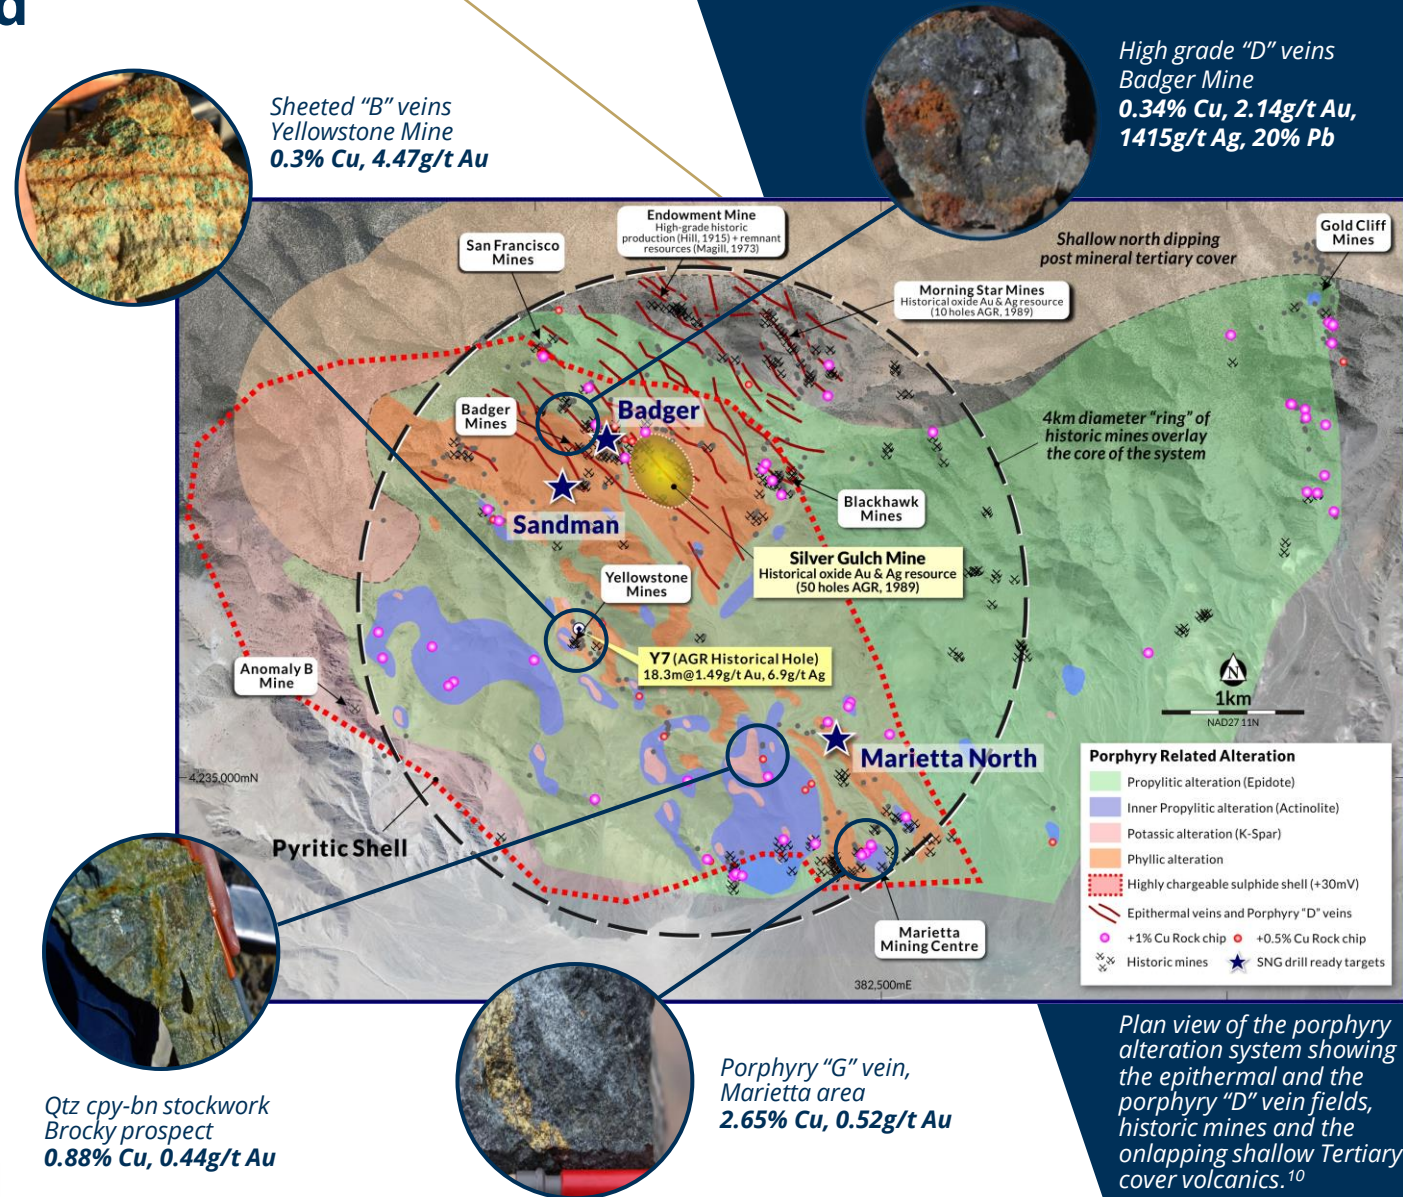 d
Sheeted “B” veins
Yellowstone Mine
0.3% Cu, 4.47g/t Au
High grade “D” veins
Badger Mine
0.34% Cu, 2.14g/t Au,
1415g/t Ag, 20% Pb
San Francisco
Mines
Endowment Mine
High-grade historic
production (Hill, 1915) + remnant
resources (Magill, 1973)
Shallow north dipping
post mineral tertiary cover
Gold Cliff
Mines
Morning Star Mines
Historical oxide Au & Ag resource
(10 holes AGR, 1989)
Badger
Mines
Badger
4km diameter “ring” of
historic mines overlay
the core of the system
Sandman
Blackhawk
Mines
Silver Gulch Mine
Historical oxide Au & Ag resource
(50 holes AGR, 1989)
Yellowstone
Mines
Y7 (AGR Historical Hole)
18.3m@1.49g/t Au, 6.9g/t Ag
Anomaly B
Mine
N
1km
NAD27 11N
Marietta North
4,235,000mN
Pyritic Shell
Porphyry Related Alteration
Propylitic alteration (Epidote)
Inner Propylitic alteration (Actinolite)
Potassic alteration (K-Spar)
Phyllic alteration
Highly chargeable sulphide shell (+30mV)
Epithermal veins and Porphyry “D” veins
+1% Cu Rock chip +0.5% Cu Rock chip
Historic mines SNG drill ready targets
Marietta
Mining Centre
382,500mE
Qtz cpy-bn stockwork
Brocky prospect
0.88% Cu, 0.44g/t Au
Porphyry “G” vein,
Marietta area
2.65% Cu, 0.52g/t Au
Plan view of the porphyry
alteration system showing
the epithermal and the
porphyry “D” vein fields,
historic mines and the
onlapping shallow Tertiary
cover volcanics.¹⁰